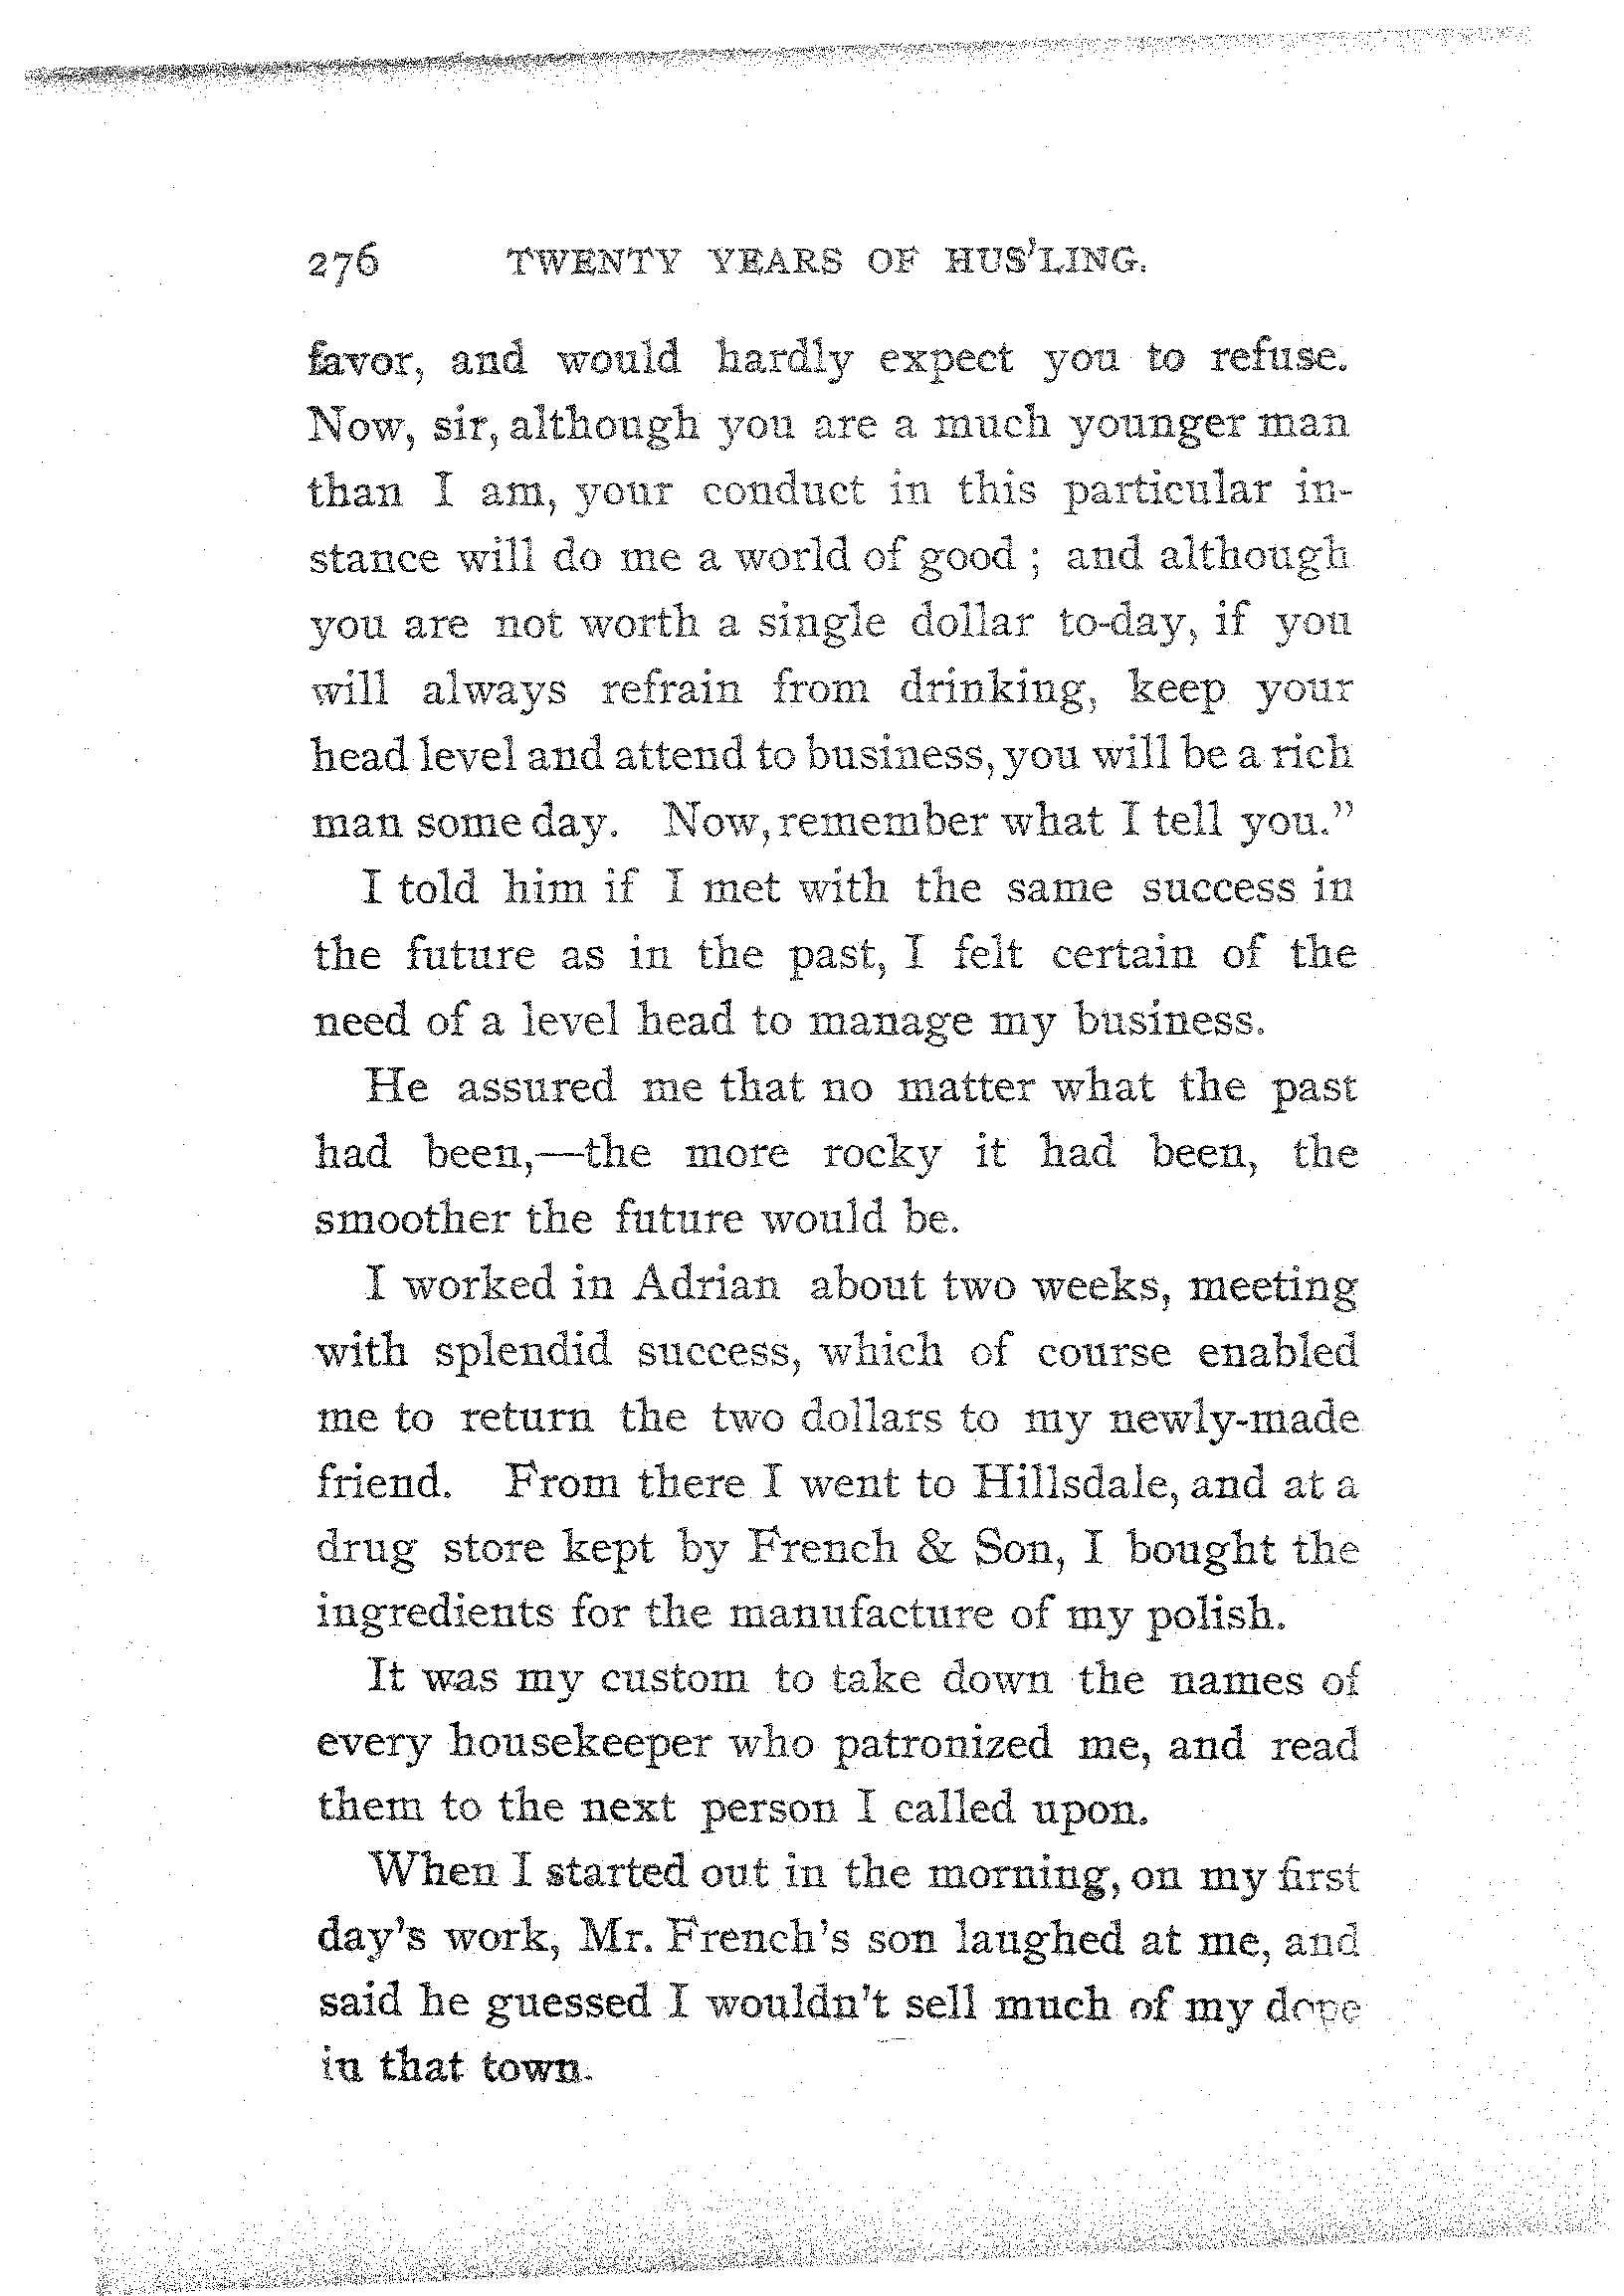 276 TWENTY YEARS OF HUS'LING.
favor, and would hardly expect you to refuse.
Now, sir, although you are a much younger man
than I am, your conduct in this particular in-
stance will do me a world of good ; and although
you are not worth a single dollar to-day, if you
will always refrain from drinking, keep your
head level and attend to business, you will be a rich
man some day. Now, remember what I tell you.”
I told him if I met with the same success in
the future as in the past, I felt certain of the
need of a level head to manage my business.
He assured me that no matter what the past
had been,—the more rocky it had been, the
smoother the future would be.
I worked in Adrian about two weeks, meeting
with splendid success, which of course enabled
me to return the two dollars to my newly-made
friend. From there I went to Hillsdale, and at a
drug store kept by French & Son, I bought the
ingredients for the manufacture of my polish.
It was my custom to take down the names of
every housekeeper who patronized me, and read
them to the next person I called upon.
When I started out in the morning, on my first
day's work, Mr. French's son laughed at me, and
said he guessed I wouldn't sell much of my dope
in that town.